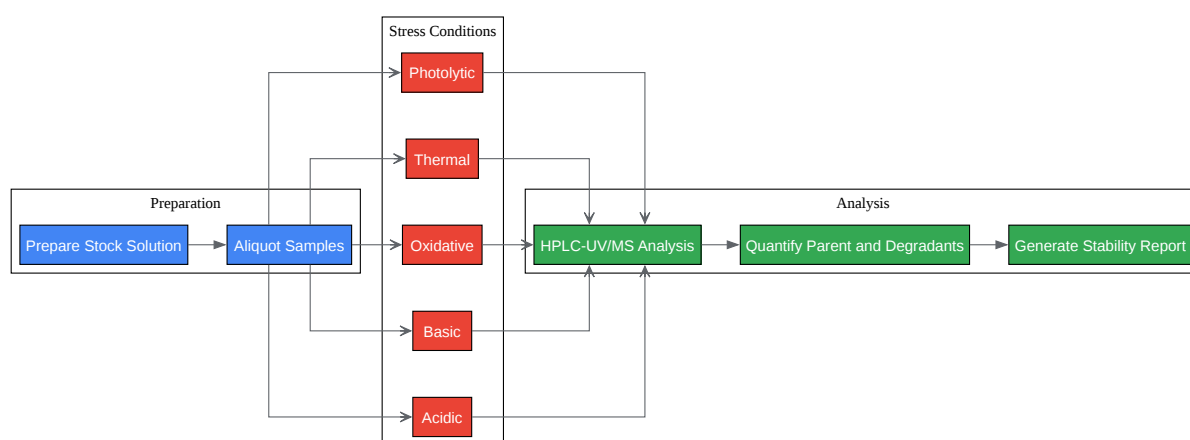 Stress Conditions
Photolytic
Thermal
Preparation
Analysis
Prepare Stock Solution
Aliquot Samples
Oxidative
HPLC-UV/MS Analysis
Quantify Parent and Degradants
Generate Stability Report
Basic
Acidic